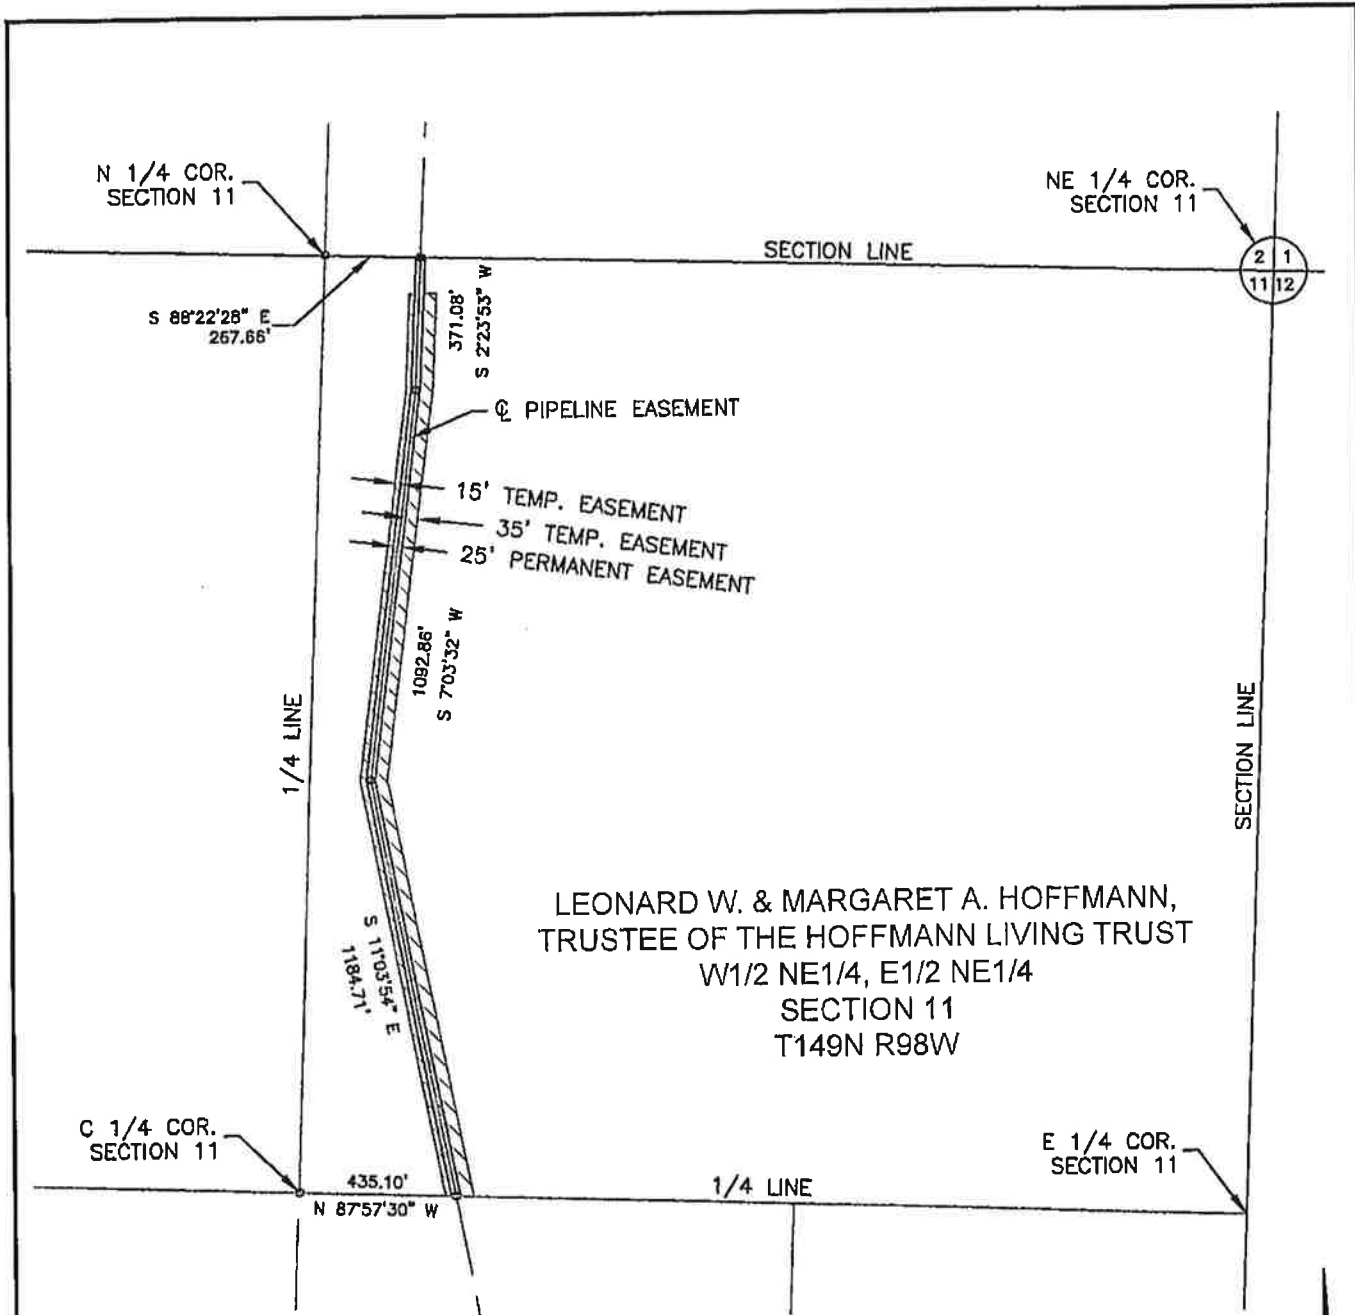 N 1/4 COR.
SECTION 11
NE 1/4 COR.
SECTION 11
SECTION LINE
2 1
11 12
S 88°22'28" E
267.66'
371.08'
S 2°23'53" W
℄ PIPELINE EASEMENT
15' TEMP. EASEMENT
35' TEMP. EASEMENT
25' PERMANENT EASEMENT
1092.86'
S 7°03'32" W
1/4 LINE
SECTION LINE
LEONARD W. & MARGARET A. HOFFMANN,
TRUSTEE OF THE HOFFMANN LIVING TRUST
W1/2 NE1/4, E1/2 NE1/4
SECTION 11
T149N R98W
S 11°03'54" E
1184.71'
C 1/4 COR.
SECTION 11
E 1/4 COR.
SECTION 11
435.10'
N 87°57'30" W
1/4 LINE